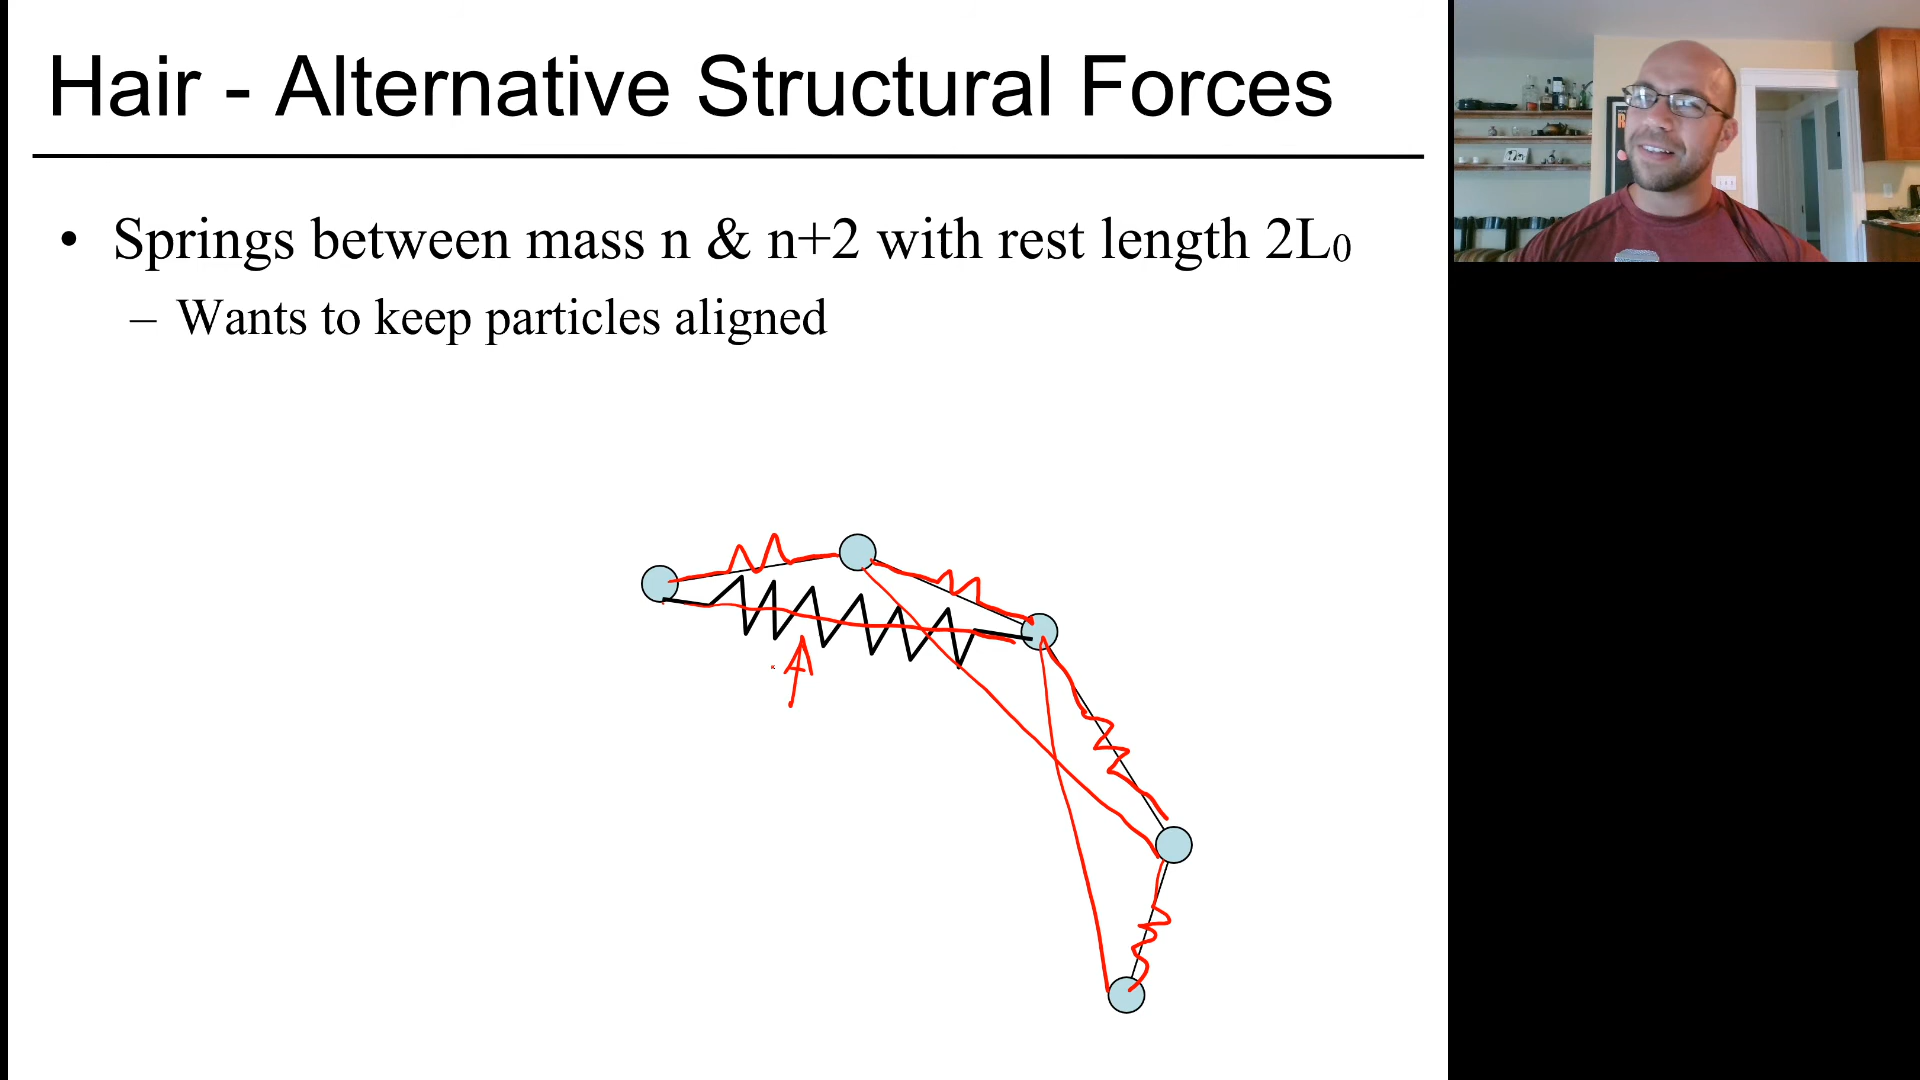 Hair - Alternative Structural Forces
• Springs between mass n & n+2 with rest length 2L₀
– Wants to keep particles aligned